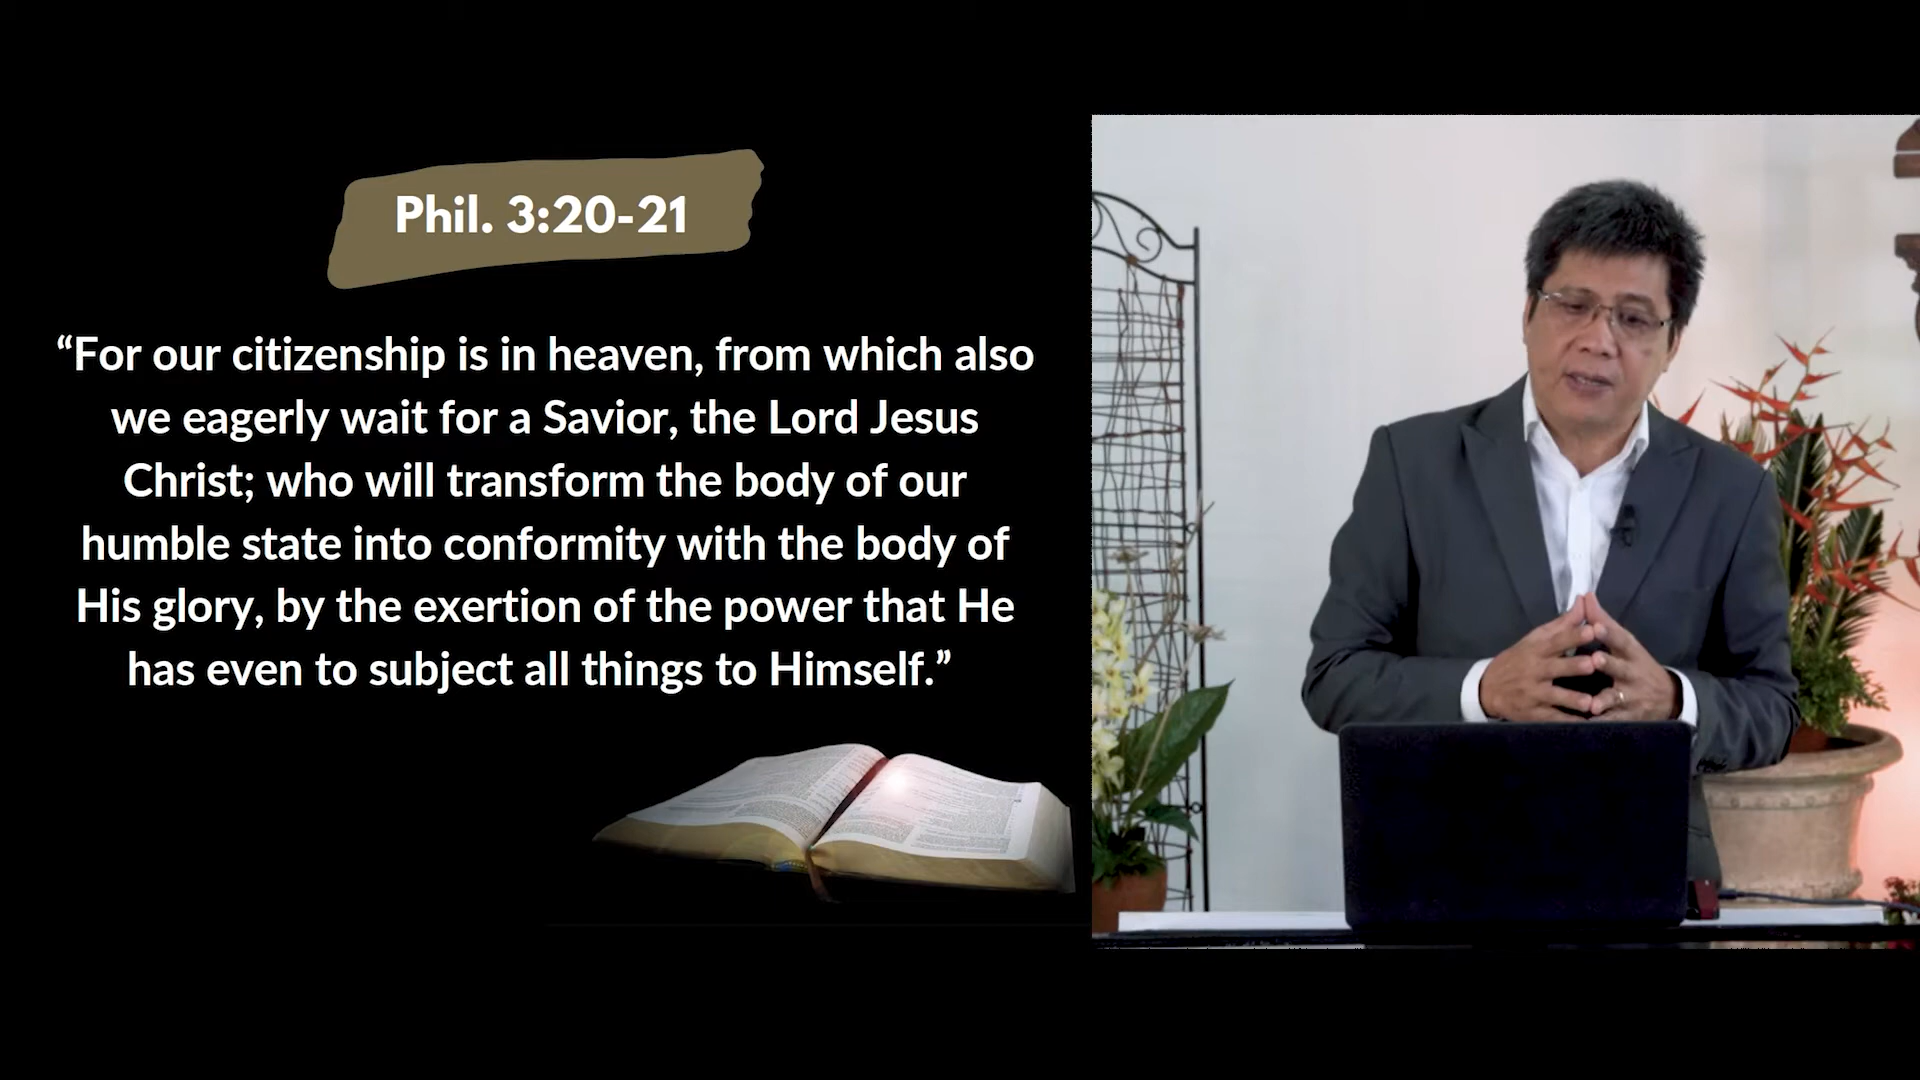 Phil. 3:20-21
“For our citizenship is in heaven, from which also
we eagerly wait for a Savior, the Lord Jesus
Christ; who will transform the body of our
humble state into conformity with the body of
His glory, by the exertion of the power that He
has even to subject all things to Himself.”